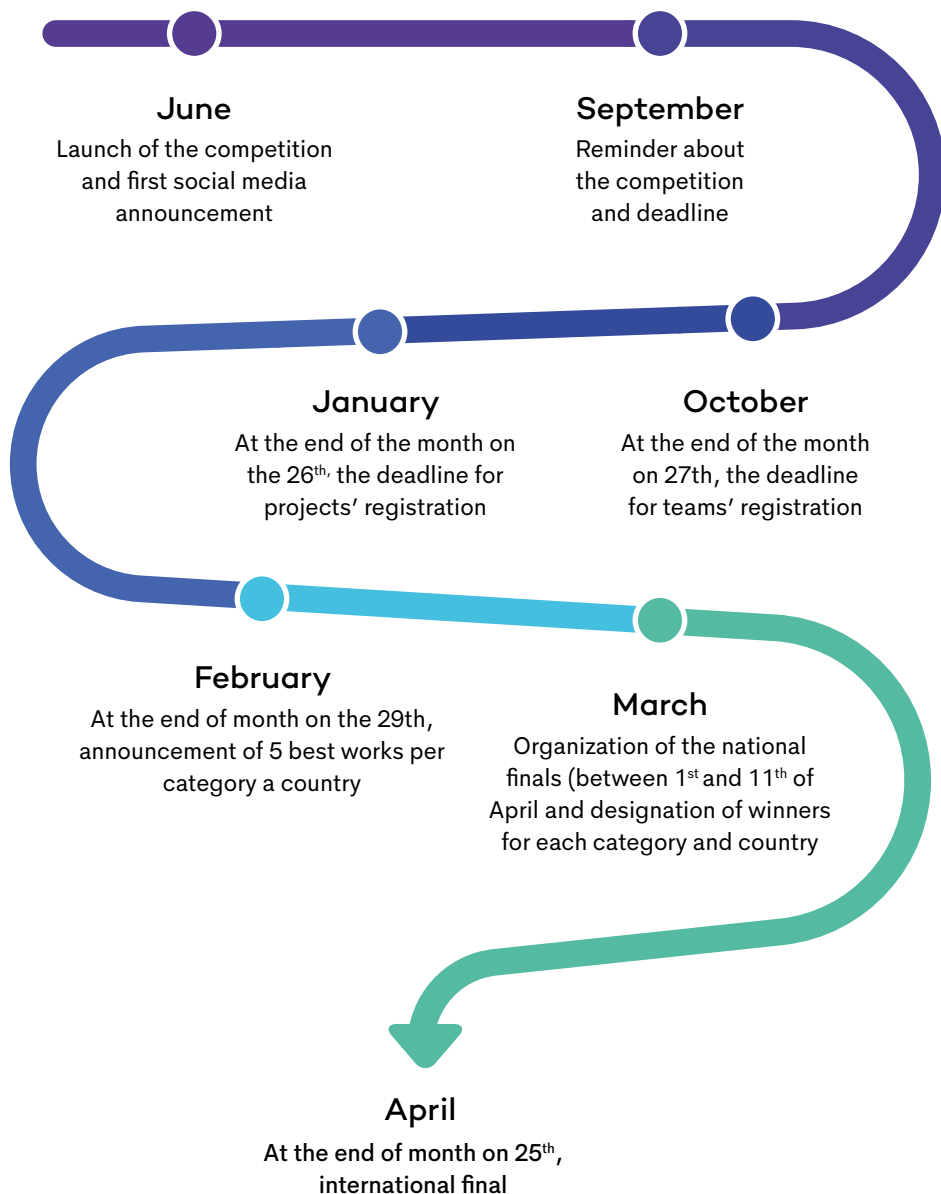 June
Launch of the competition
and first social media
announcement
September
Reminder about
the competition
and deadline
October
At the end of the month
on 27th, the deadline
for teams’ registration
January
At the end of the month on
the 26th, the deadline for
projects’ registration
February
At the end of month on the 29th,
announcement of 5 best works per
category a country
March
Organization of the national
finals (between 1st and 11th of
April and designation of winners
for each category and country
April
At the end of month on 25th,
international final